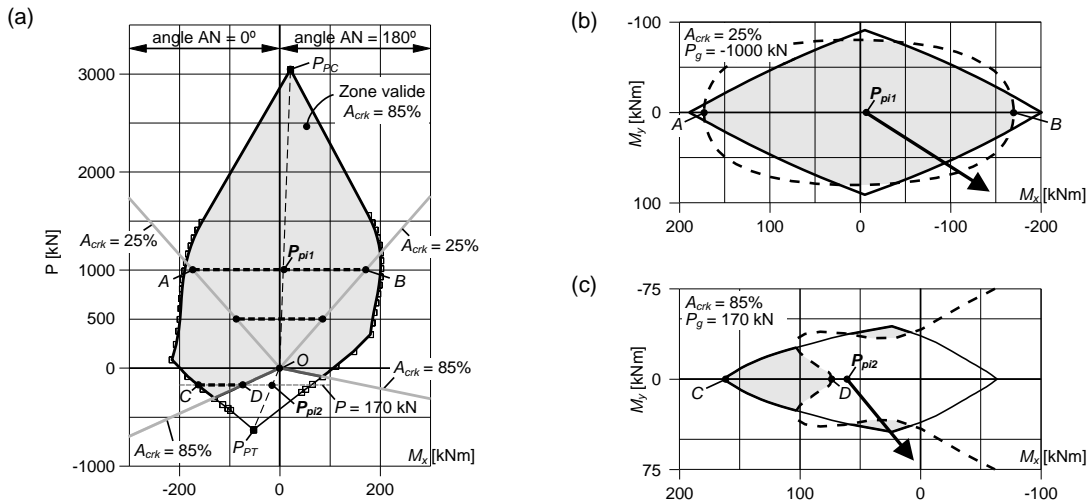 (a)
angle AN = 0º
angle AN = 180º
P_PC
Zone valide
A_crk = 85%
3000
2000
1000
500
0
-500
-1000
P [kN]
A_crk = 25%
A_crk = 25%
P_pi1
A
B
O
A_crk = 85%
C
D
P_pi2
P = 170 kN
A_crk = 85%
P_PT
M_x [kNm]
-200
0
200
(b)
-100
0
100
M_y [kNm]
A_crk = 25%
P_g = -1000 kN
P_pi1
A
B
M_x [kNm]
200
100
0
-100
-200
(c)
-75
0
75
M_y [kNm]
A_crk = 85%
P_g = 170 kN
P_pi2
C
D
M_x [kNm]
200
100
0
-100